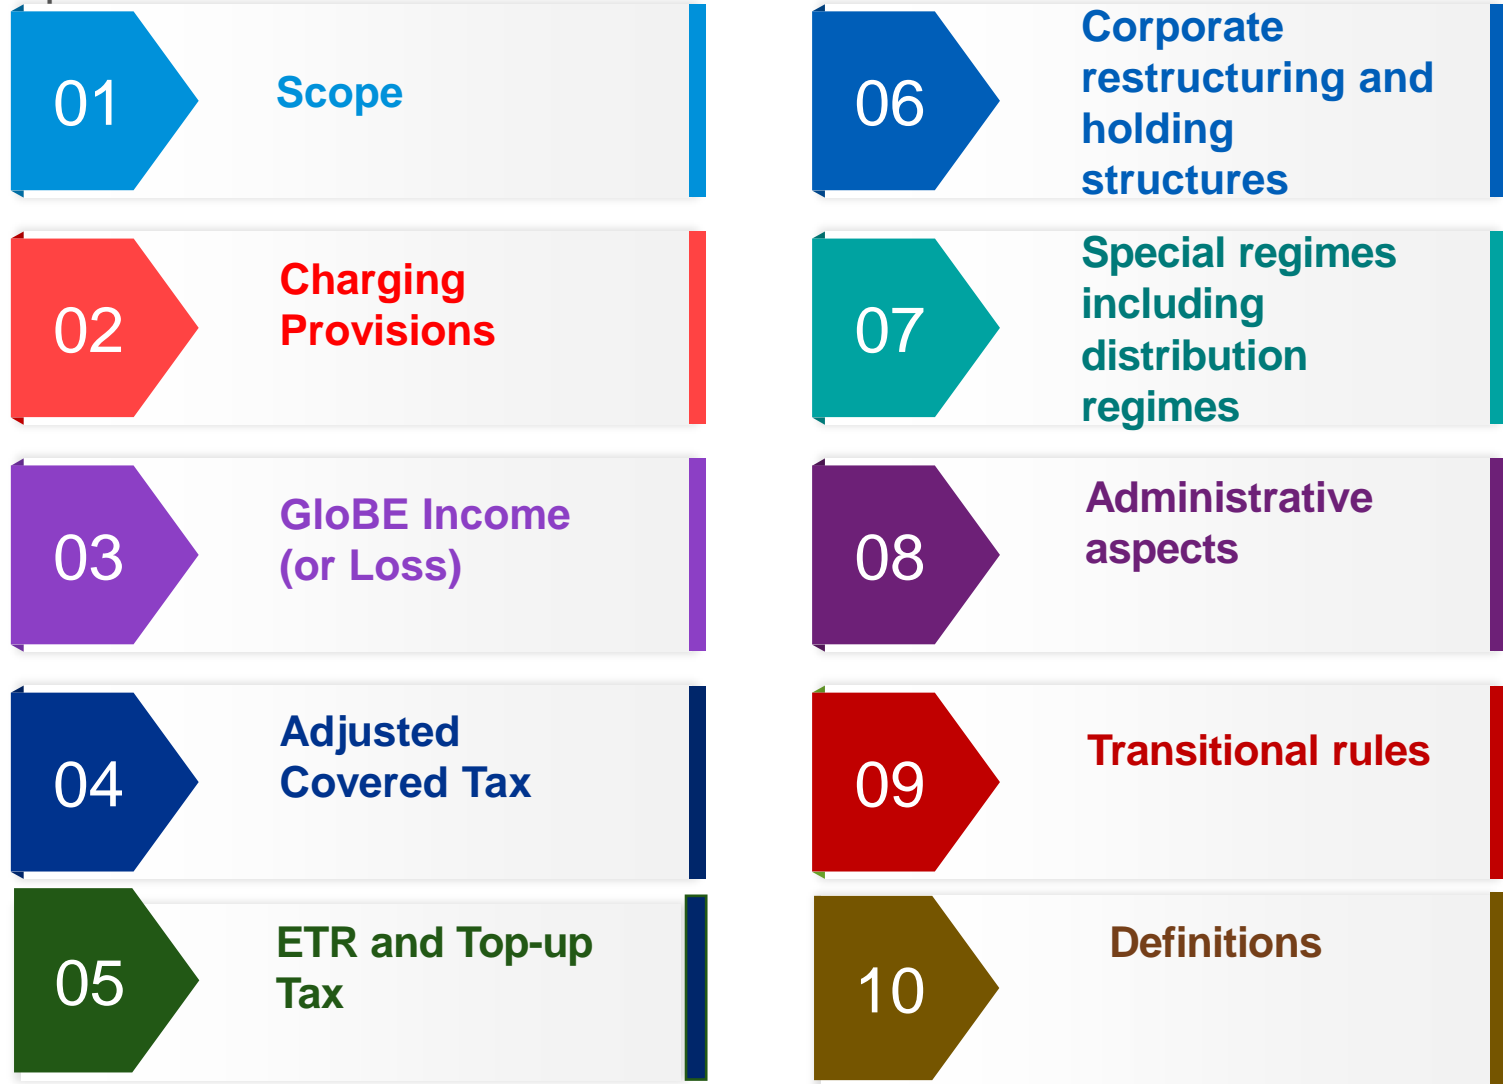 01
Scope
02
Charging
Provisions
03
GloBE Income
(or Loss)
04
Adjusted
Covered Tax
05
ETR and Top-up
Tax
06
Corporate
restructuring and
holding
structures
07
Special regimes
including
distribution
regimes
08
Administrative
aspects
09
Transitional rules
10
Definitions